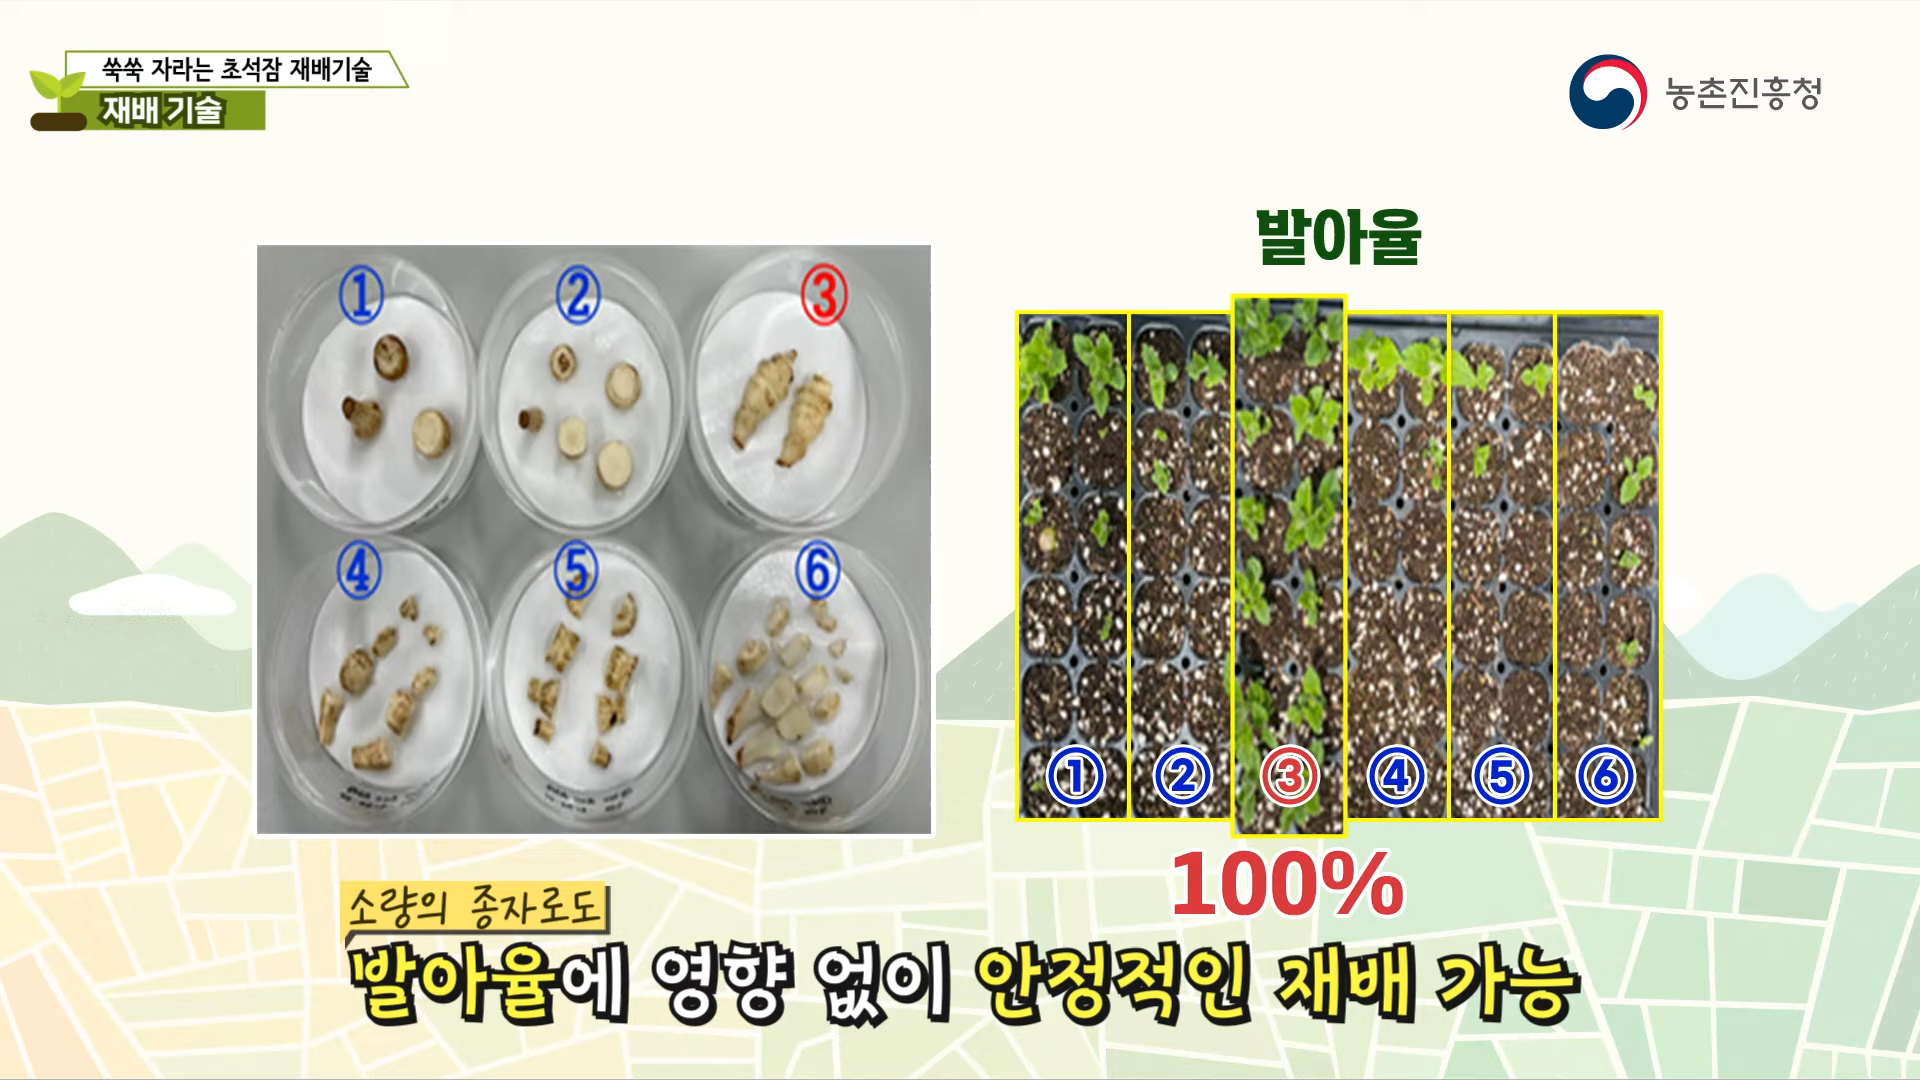 쑥쑥 자라는 초석잠 재배기술
재배 기술
농촌진흥청
발아율
① ② ③
④ ⑤ ⑥
① ② ③ ④ ⑤ ⑥
100%
소량의 종자로도
발아율에 영향 없이 안정적인 재배 가능